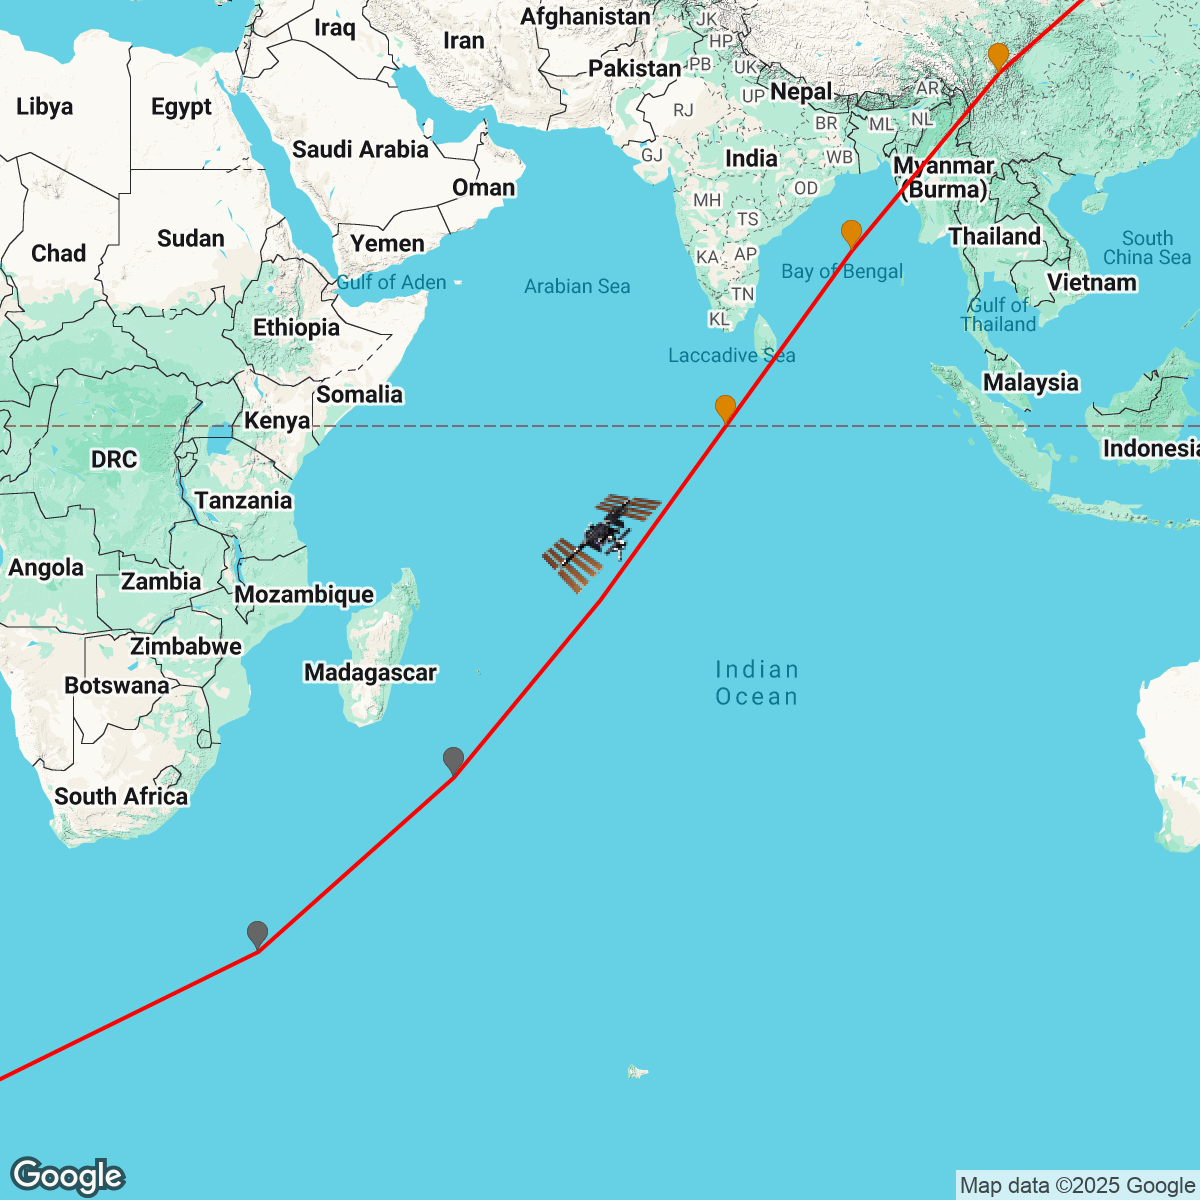 Afghanistan
JK
Iraq
Iran
HP
Pakistan
PB
UK
Nepal
AR
Libya
Egypt
UP
RJ
BR
ML
NL
Saudi Arabia
GJ
India
WB
Myanmar
(Burma)
Oman
OD
MH
TS
Chad
Sudan
Yemen
KA
AP
Thailand
South
China Sea
Gulf of Aden
Arabian Sea
Bay of Bengal
Vietnam
TN
KL
Gulf of
Thailand
Ethiopia
Laccadive Sea
Malaysia
Somalia
Kenya
DRC
Indonesia
Tanzania
Angola
Zambia
Mozambique
Zimbabwe
Madagascar
Botswana
Indian
Ocean
South Africa
Google
Map data ©2025 Google